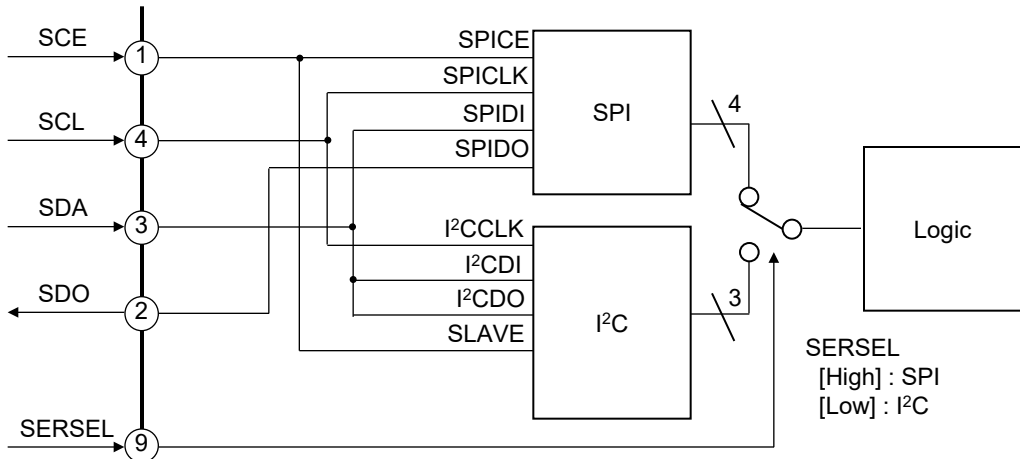 SCE
1
SPICE
SPICLK
4
SCL
4
SPIDI
SPI
SPIDO
SDA
3
I²CCLK
Logic
I²CDI
SDO
2
I²CDO
3
I²C
SLAVE
SERSEL
[High] : SPI
[Low] : I²C
SERSEL
9